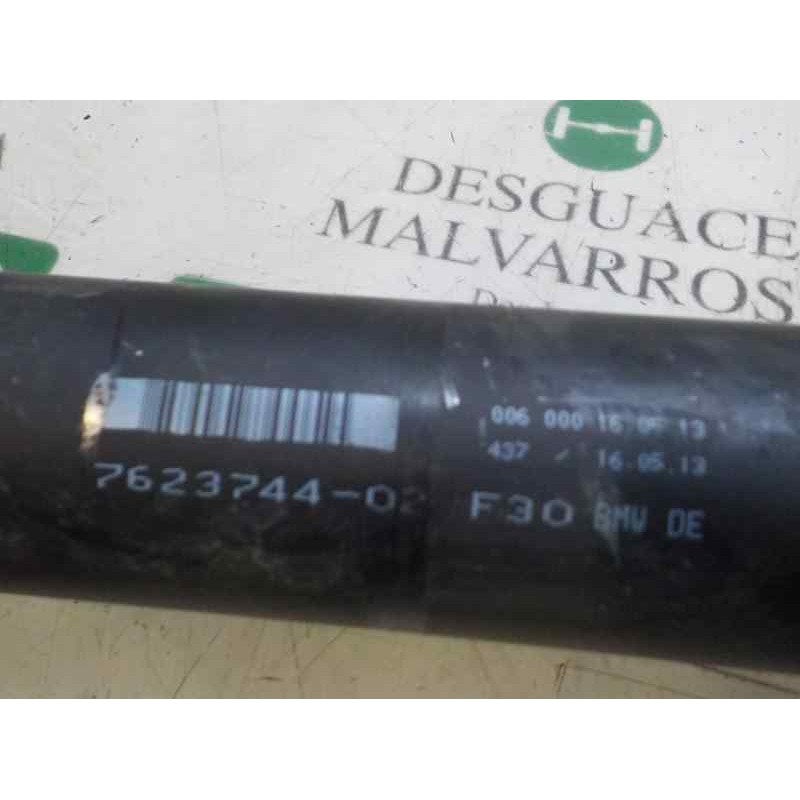 DESGUACE
MALVARROS
006 000 16.05.13
437 / 16.05.13
7623744-02 F30 BMW DE